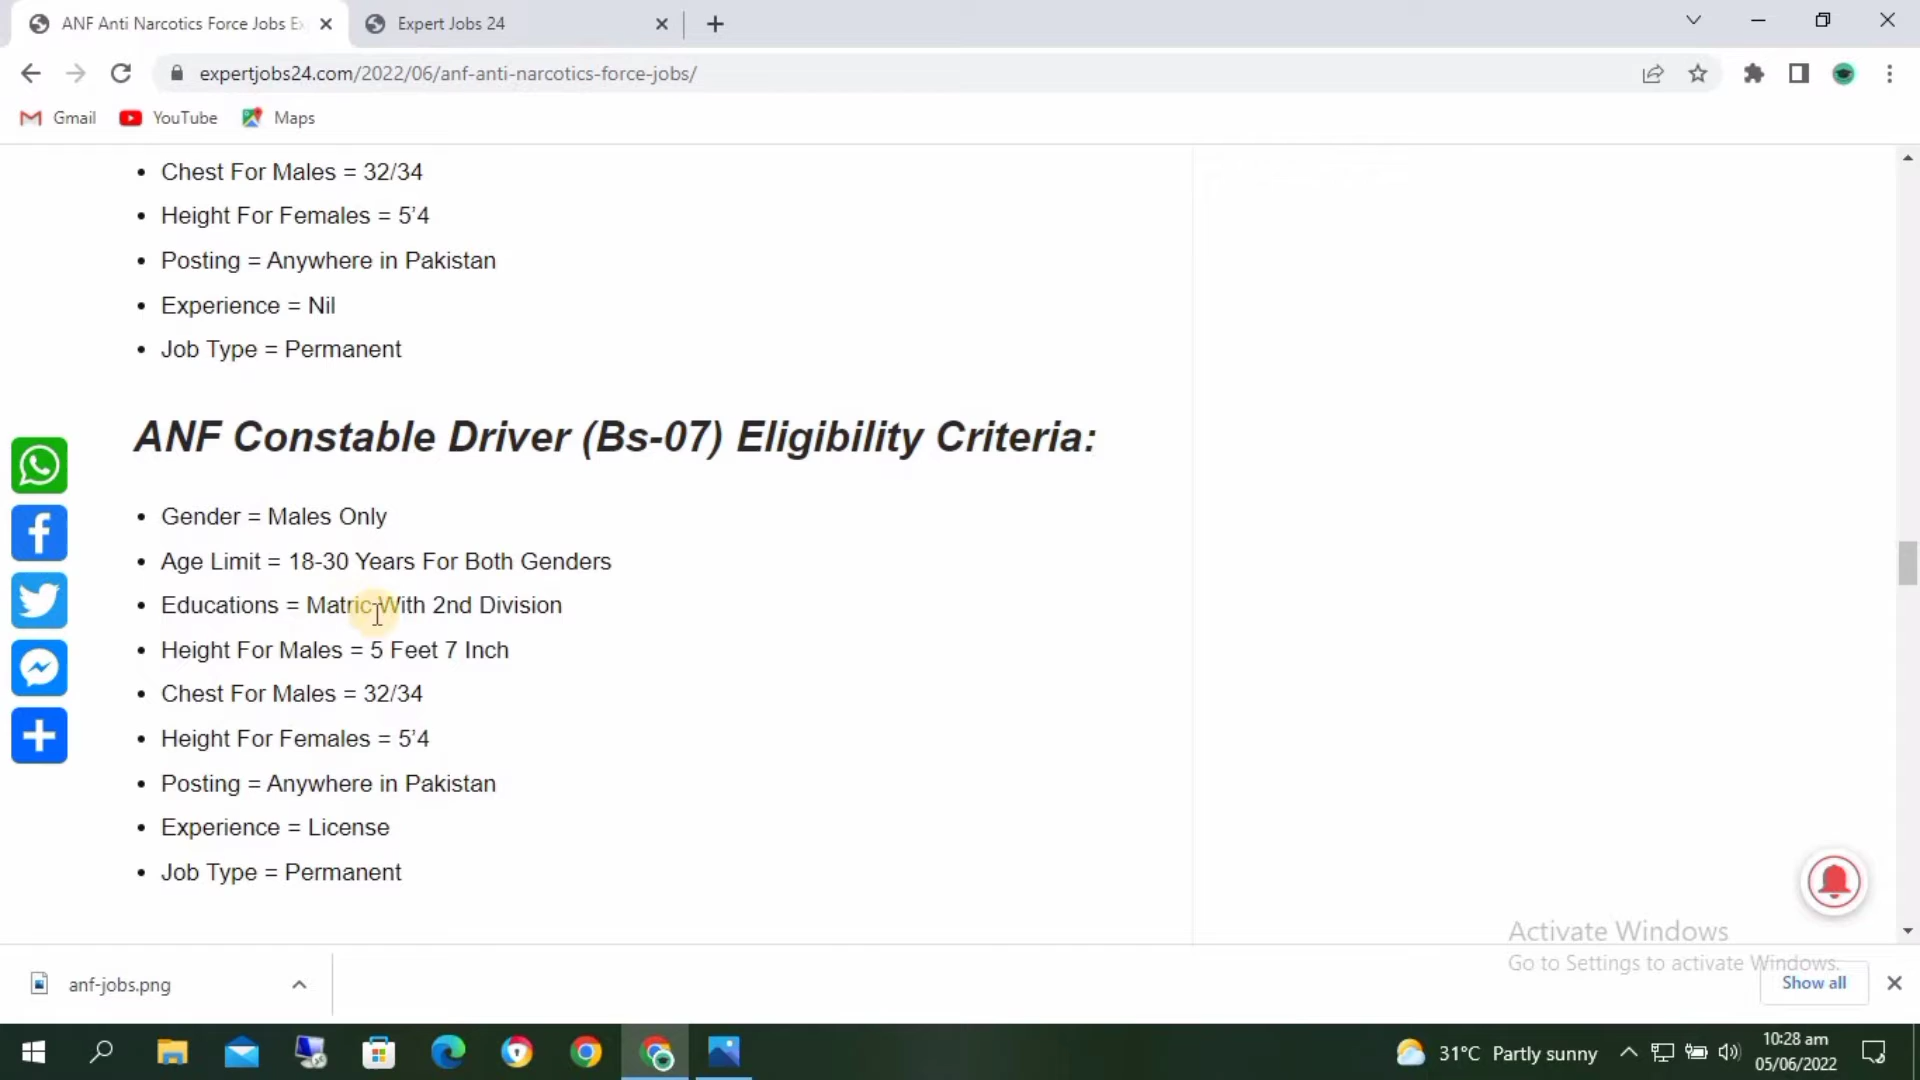 ANF Anti Narcotics Force Jobs Ex
Expert Jobs 24
expertjobs24.com/2022/06/anf-anti-narcotics-force-jobs/
Gmail
YouTube
Maps
• Chest For Males = 32/34
• Height For Females = 5’4
• Posting = Anywhere in Pakistan
• Experience = Nil
• Job Type = Permanent
ANF Constable Driver (Bs-07) Eligibility Criteria:
• Gender = Males Only
• Age Limit = 18-30 Years For Both Genders
• Educations = Matric With 2nd Division
• Height For Males = 5 Feet 7 Inch
• Chest For Males = 32/34
• Height For Females = 5’4
• Posting = Anywhere in Pakistan
• Experience = License
• Job Type = Permanent
Activate Windows
Go to Settings to activate Windows.
anf-jobs.png
Show all
31°C Partly sunny
10:28 am
05/06/2022